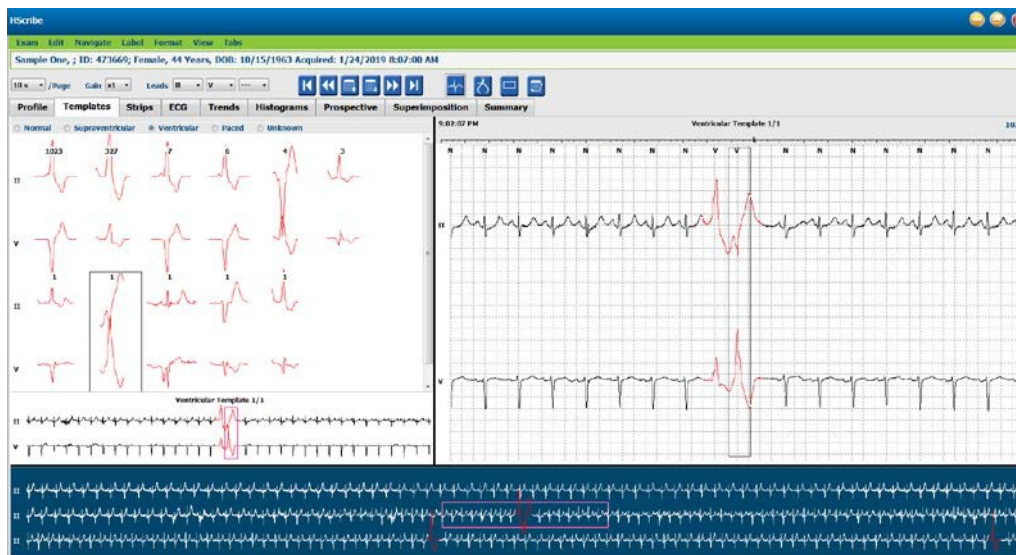 HScribe
Exam Edit Navigate Label Format View Tabs
Sample One, ; ID: 473669; Female, 44 Years, DOB: 10/15/1963 Acquired: 1/24/2019 8:07:00 AM
10 s /Page Gain x1 Leads II V ---
Profile Templates Strips ECG Trends Histograms Prospective Superimposition Summary
Normal Supraventricular Ventricular Paced Unknown
1023 327 7 6 4 3
II
V
1 1 1 1 1
II
V
Ventricular Template 1/1
II
V
9:02:07 PM Ventricular Template 1/1
N N N N N N N N V V N N N N N N N
II
V
II
II
II